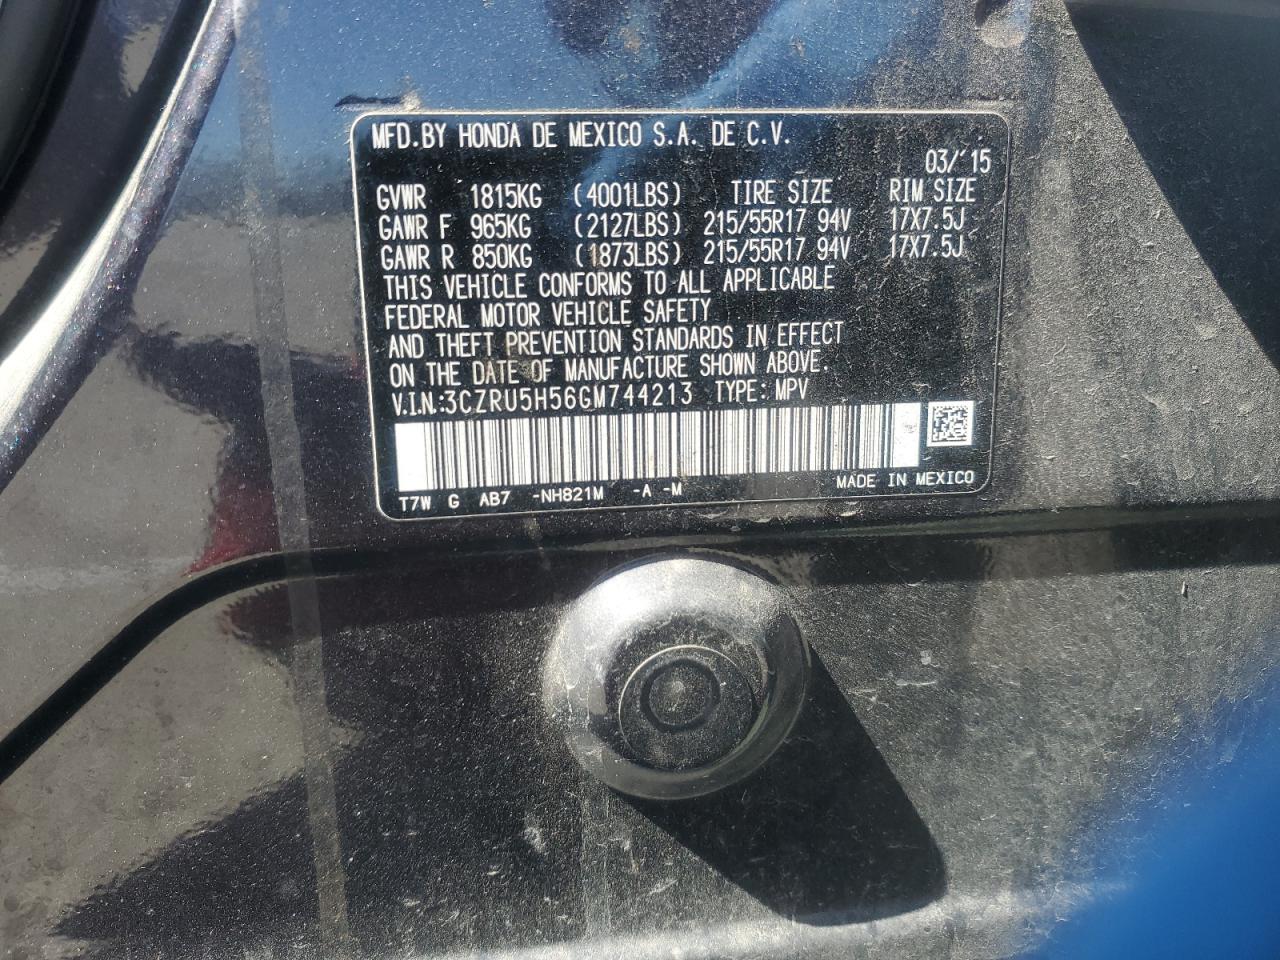 MFD.BY HONDA DE MEXICO S.A. DE C.V.
03/'15
GVWR 1815KG (4001LBS) TIRE SIZE RIM SIZE
GAWR F 965KG (2127LBS) 215/55R17 94V 17X7.5J
GAWR R 850KG (1873LBS) 215/55R17 94V 17X7.5J
THIS VEHICLE CONFORMS TO ALL APPLICABLE
FEDERAL MOTOR VEHICLE SAFETY
AND THEFT PREVENTION STANDARDS IN EFFECT
ON THE DATE OF MANUFACTURE SHOWN ABOVE.
V.I.N:3CZRU5H56GM744213 TYPE: MPV
T7W G AB7 -NH821M -A -M MADE IN MEXICO